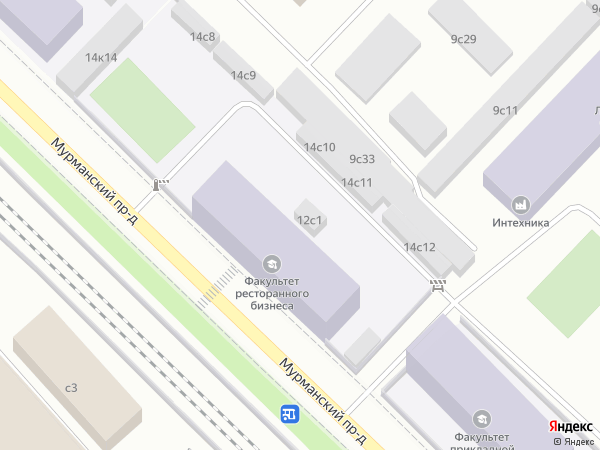 14с8
14к14
14с9
9с29
9с11
14с10
9с33
14с11
12с1
14с12
Интехника
Мурманский пр-д
Факультет
ресторанного
бизнеса
Мурманский пр-д
с3
Факультет
прикладной
Яндекс
© Яндекс